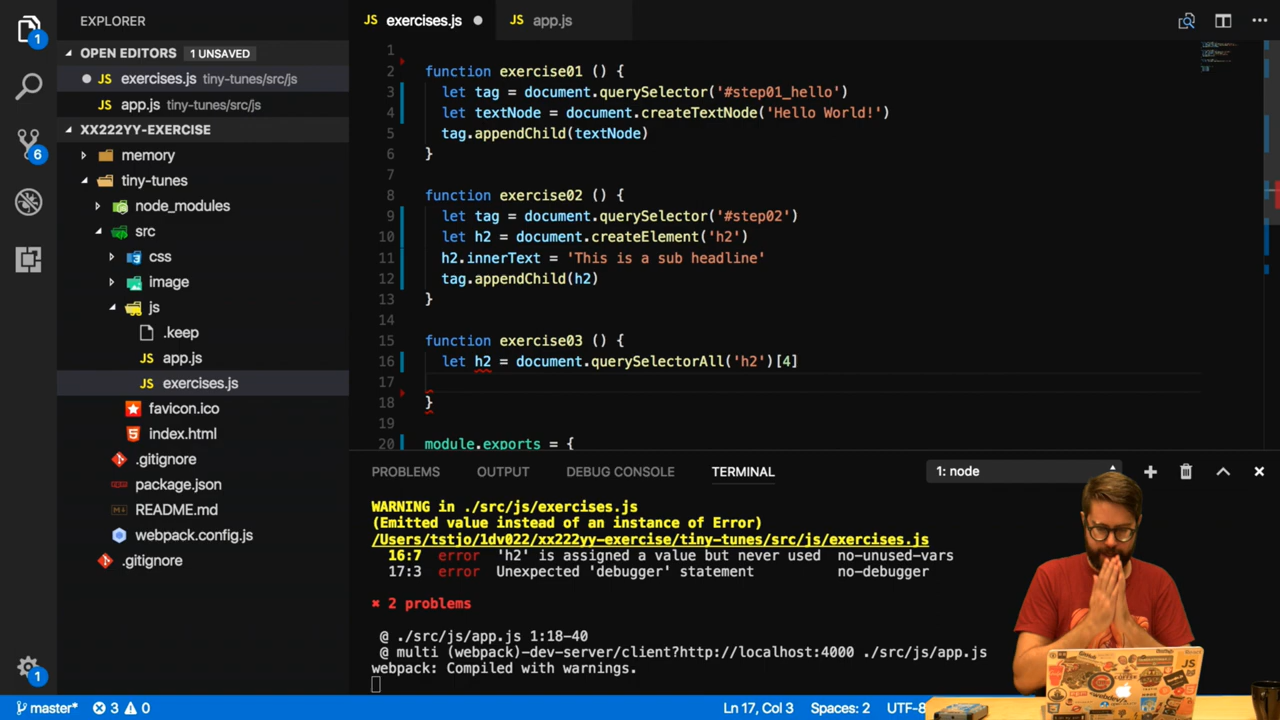 EXPLORER
JS exercises.js
JS app.js
OPEN EDITORS 1 UNSAVED
JS exercises.js tiny-tunes/src/js
JS app.js tiny-tunes/src/js
XX222YY-EXERCISE
memory
tiny-tunes
node_modules
src
css
image
js
.keep
JS app.js
JS exercises.js
favicon.ico
index.html
.gitignore
package.json
README.md
webpack.config.js
.gitignore
1
6
1
1
2 function exercise01 () {
3 let tag = document.querySelector('#step01_hello')
4 let textNode = document.createTextNode('Hello World!')
5 tag.appendChild(textNode)
6 }
7
8 function exercise02 () {
9 let tag = document.querySelector('#step02')
10 let h2 = document.createElement('h2')
11 h2.innerText = 'This is a sub headline'
12 tag.appendChild(h2)
13 }
14
15 function exercise03 () {
16 let h2 = document.querySelectorAll('h2')[4]
17
18 }
19
20 module.exports = {
PROBLEMS OUTPUT DEBUG CONSOLE TERMINAL 1: node
WARNING in ./src/js/exercises.js
(Emitted value instead of an instance of Error)
/Users/tstjo/1dv022/xx222yy-exercise/tiny-tunes/src/js/exercises.js
16:7 error 'h2' is assigned a value but never used no-unused-vars
17:3 error Unexpected 'debugger' statement no-debugger
✖ 2 problems
@ ./src/js/app.js 1:18-40
@ multi (webpack)-dev-server/client?http://localhost:4000 ./src/js/app.js
webpack: Compiled with warnings.
JS
master* 3 0 Ln 17, Col 3 Spaces: 2 UTF-8